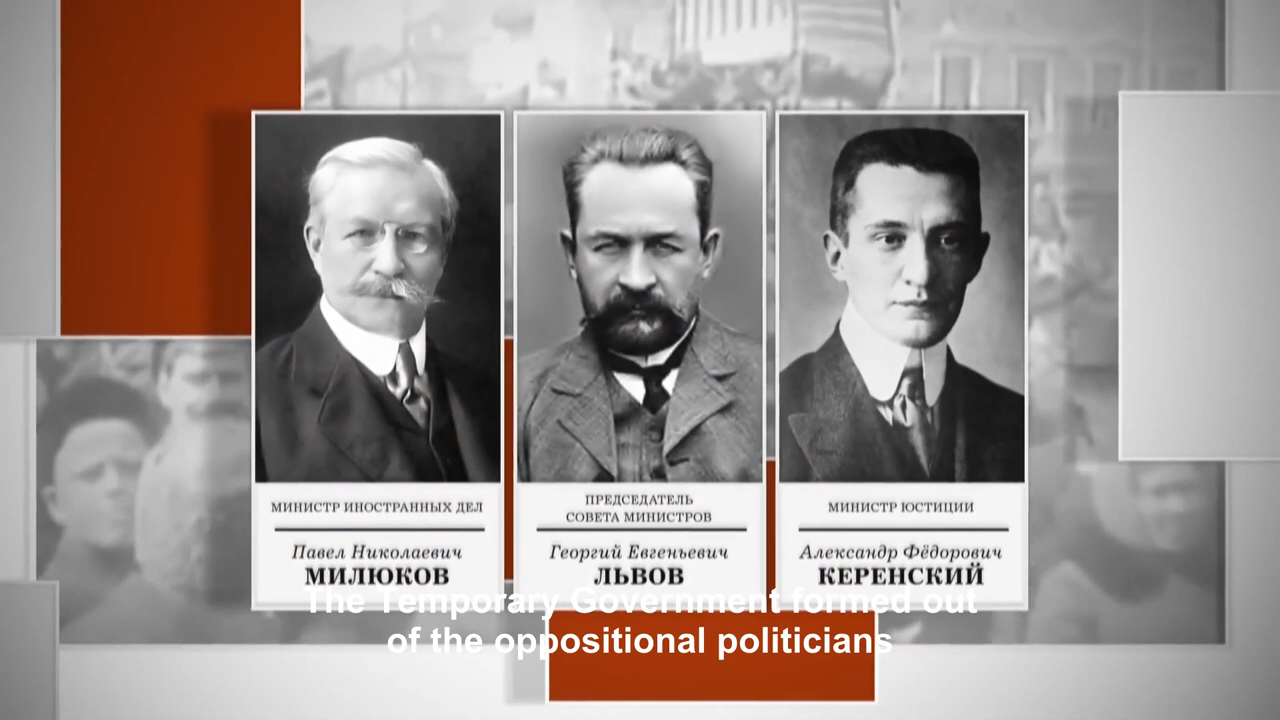 МИНИСТР ИНОСТРАННЫХ ДЕЛ
Павел Николаевич
МИЛЮКОВ
ПРЕДСЕДАТЕЛЬ
СОВЕТА МИНИСТРОВ
Георгий Евгеньевич
ЛЬВОВ
МИНИСТР ЮСТИЦИИ
Александр Фёдорович
КЕРЕНСКИЙ
The Temporary Government formed out
of the oppositional politicians